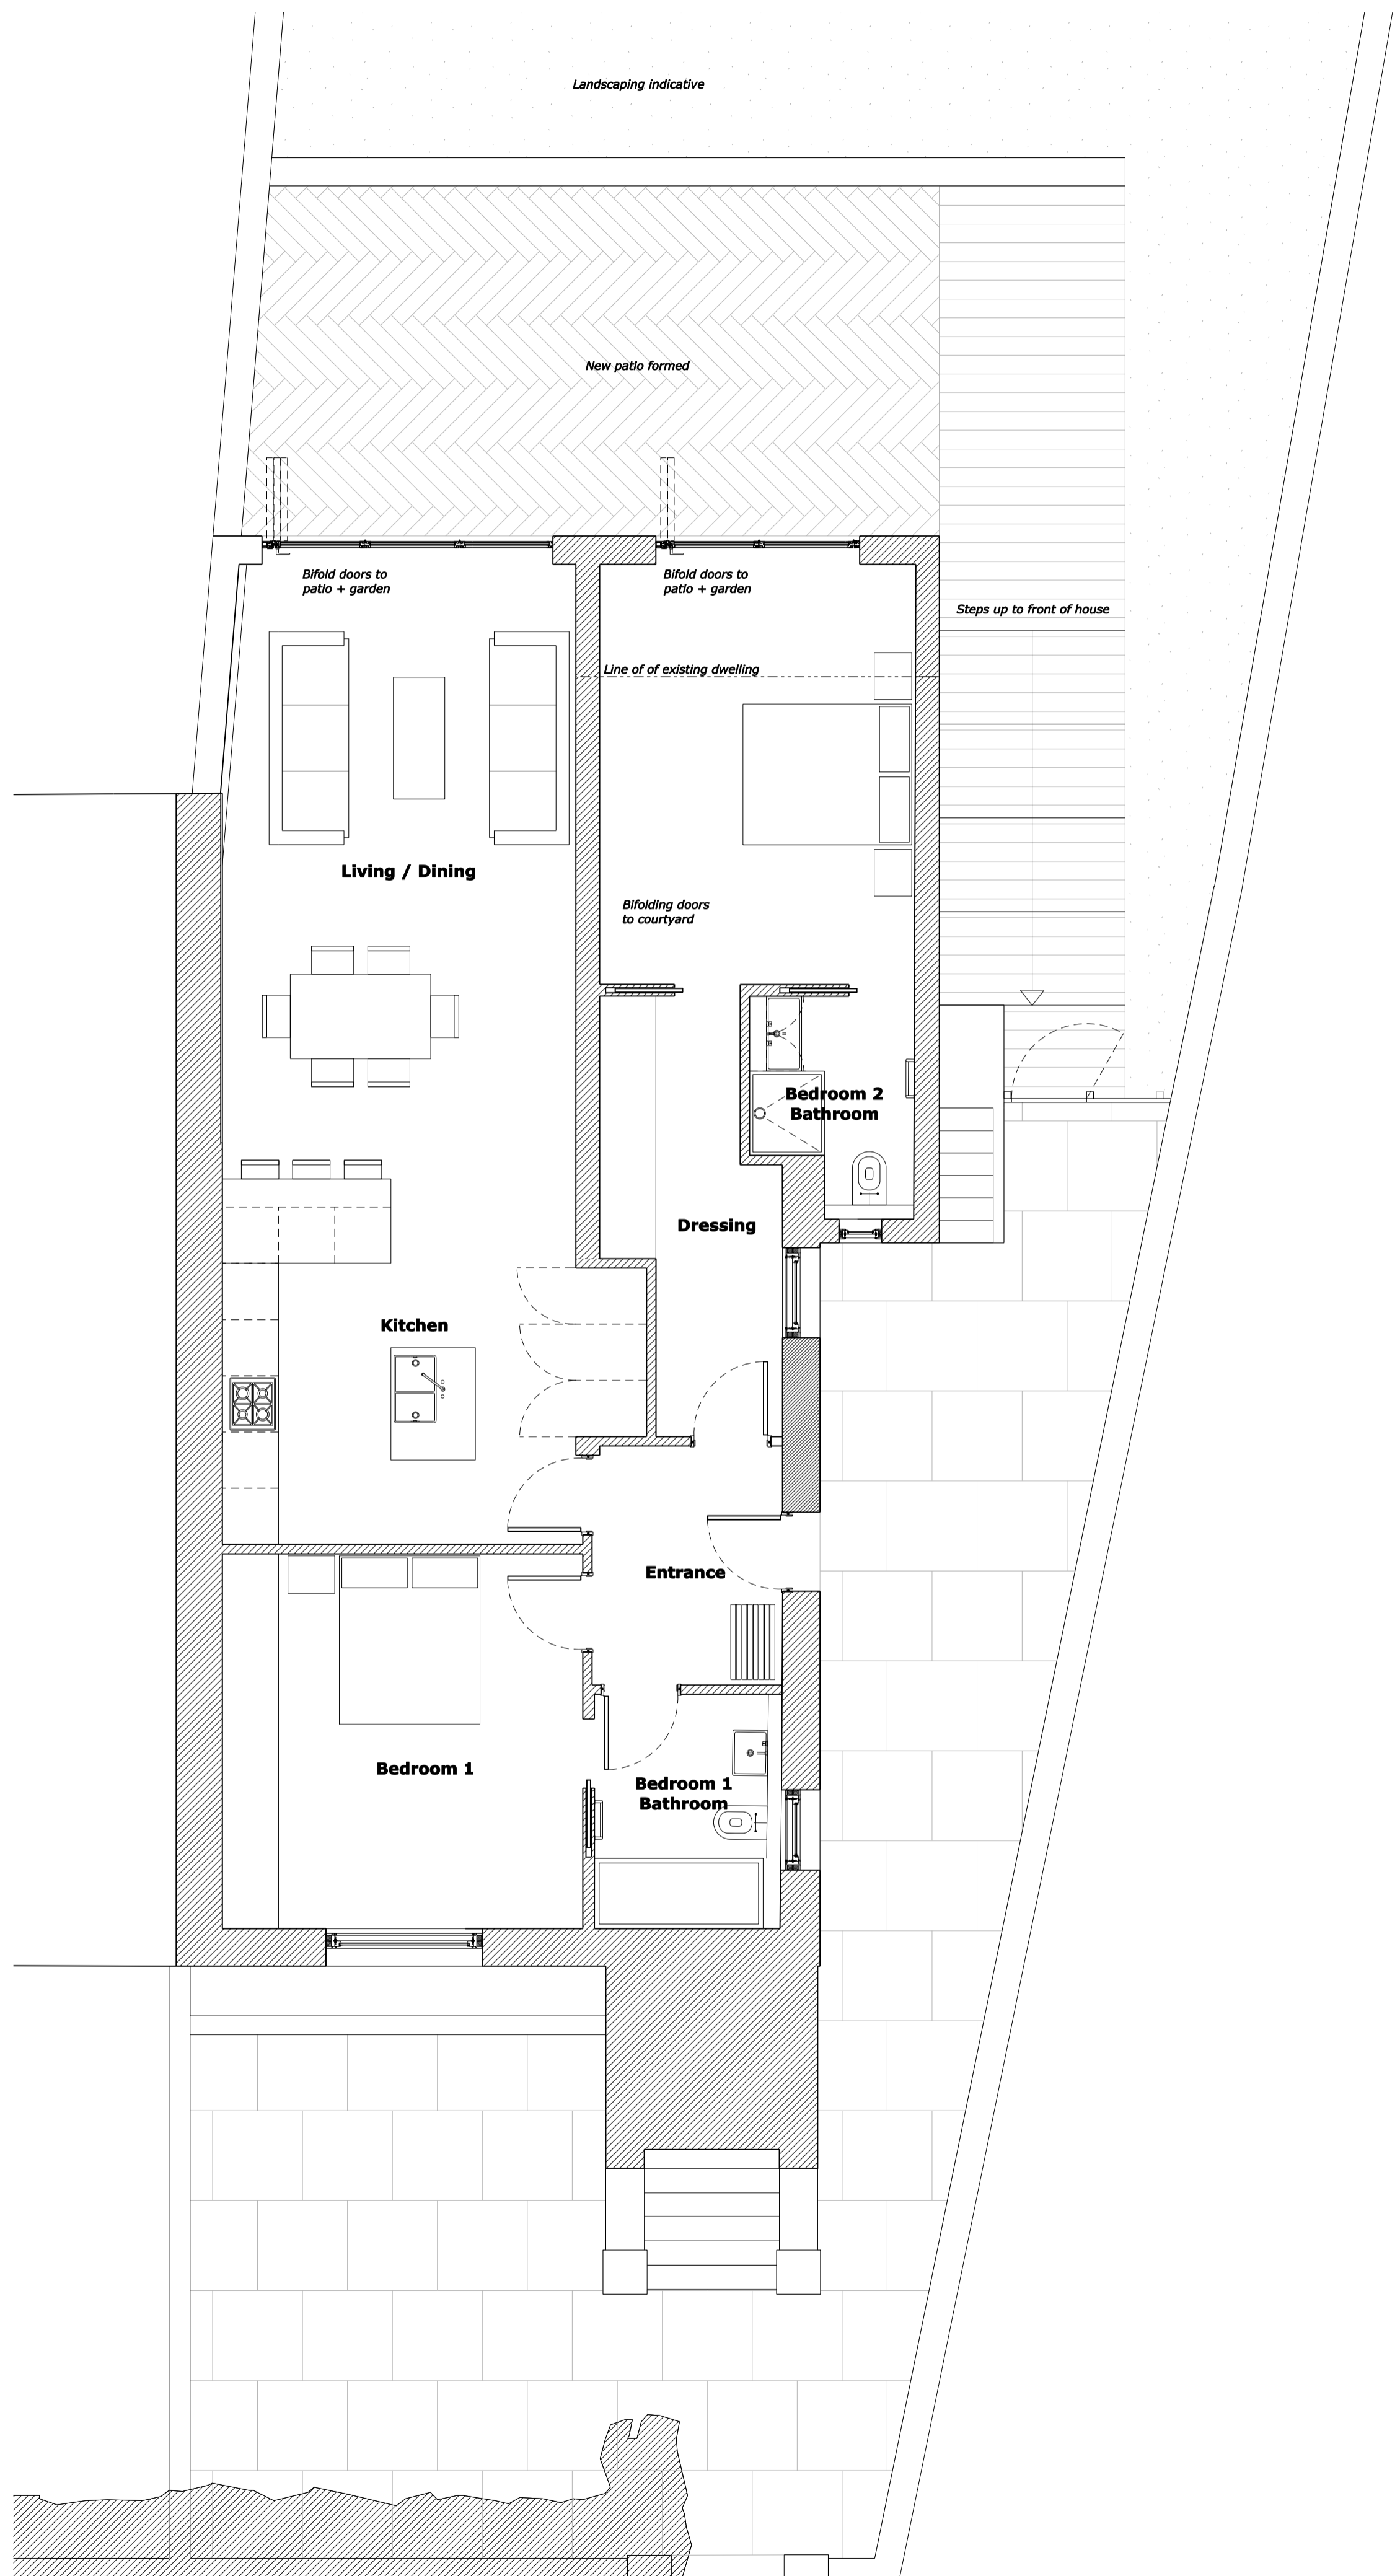 Landscaping indicative
New patio formed
Bifold doors to
patio + garden
Bifold doors to
patio + garden
Steps up to front of house
Line of of existing dwelling
Living / Dining
Bifolding doors
to courtyard
Bedroom 2
Bathroom
Dressing
Kitchen
Entrance
Bedroom 1
Bedroom 1
Bathroom